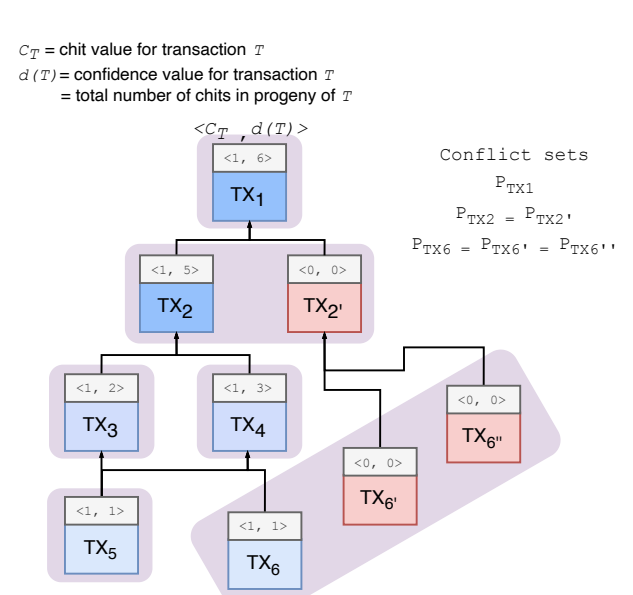 C_T = chit value for transaction T
d(T)= confidence value for transaction T
= total number of chits in progeny of T
<C_T ,d(T)>
<1, 6>
TX1
Conflict sets
P_TX1
P_TX2 = P_TX2'
P_TX6 = P_TX6' = P_TX6''
<1, 5>
TX2
<0, 0>
TX2'
<1, 2>
TX3
<1, 3>
TX4
<0, 0>
TX6"
<0, 0>
TX6'
<1, 1>
TX5
<1, 1>
TX6